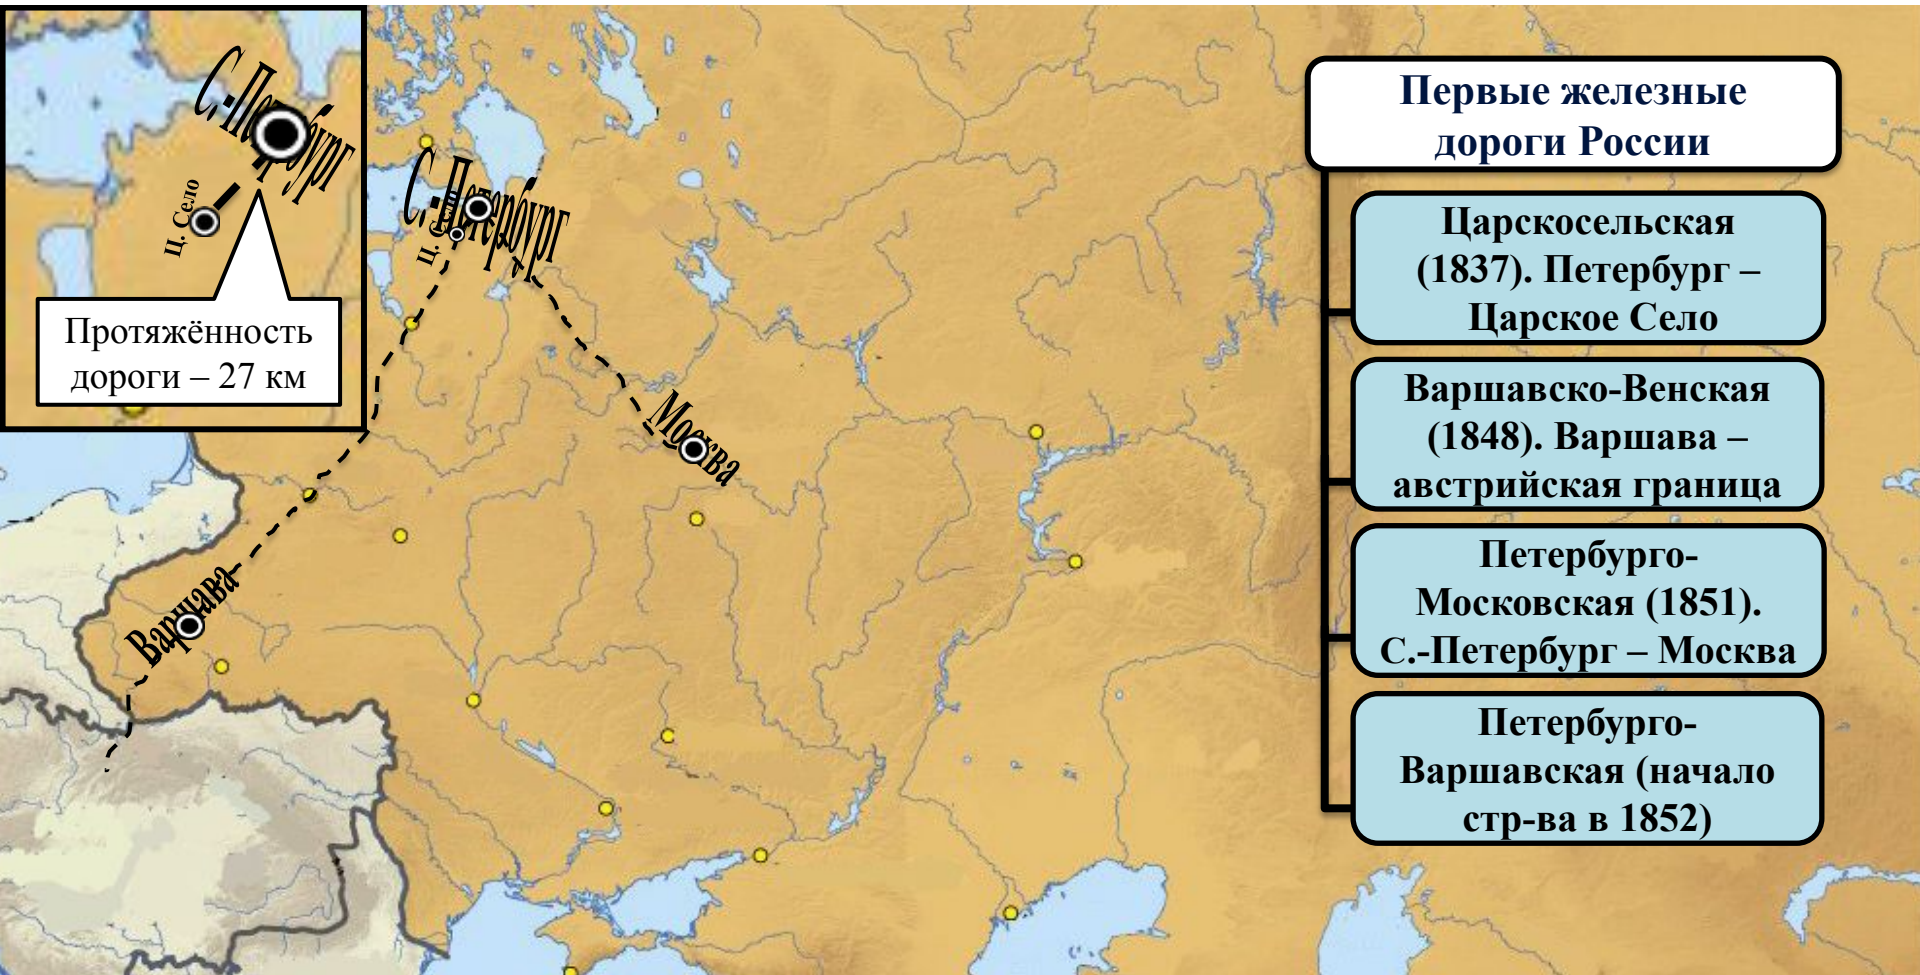 С.-Петербург
Ц. Село
Протяжённость
дороги – 27 км
С.-Петербург
Ц. Село
Москва
Варшава
Первые железные
дороги России
Царскосельская
(1837). Петербург –
Царское Село
Варшавско-Венская
(1848). Варшава –
австрийская граница
Петербурго-
Московская (1851).
С.-Петербург – Москва
Петербурго-
Варшавская (начало
стр-ва в 1852)